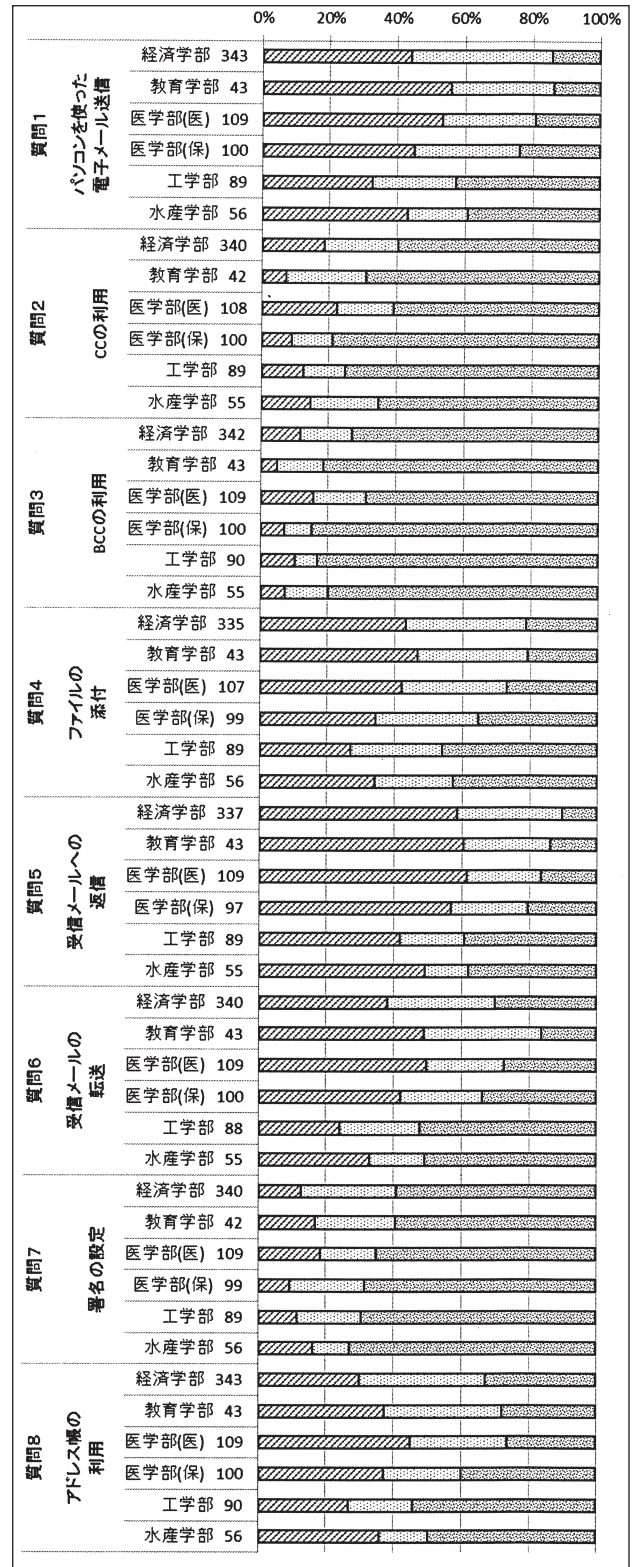 0% 20% 40% 60% 80% 100%
質問1
パソコンを使った
電子メール送信
経済学部 343
教育学部 43
医学部(医) 109
医学部(保) 100
工学部 89
水産学部 56
質問2
CCの利用
経済学部 340
教育学部 42
医学部(医) 108
医学部(保) 100
工学部 89
水産学部 55
質問3
BCCの利用
経済学部 342
教育学部 43
医学部(医) 109
医学部(保) 100
工学部 90
水産学部 55
質問4
ファイルの
添付
経済学部 335
教育学部 43
医学部(医) 107
医学部(保) 99
工学部 89
水産学部 56
質問5
受信メールへの
返信
経済学部 337
教育学部 43
医学部(医) 109
医学部(保) 97
工学部 89
水産学部 55
質問6
受信メールの
転送
経済学部 340
教育学部 43
医学部(医) 109
医学部(保) 100
工学部 88
水産学部 55
質問7
署名の設定
経済学部 340
教育学部 42
医学部(医) 109
医学部(保) 99
工学部 89
水産学部 56
質問8
アドレス帳の
利用
経済学部 343
教育学部 43
医学部(医) 109
医学部(保) 100
工学部 90
水産学部 56